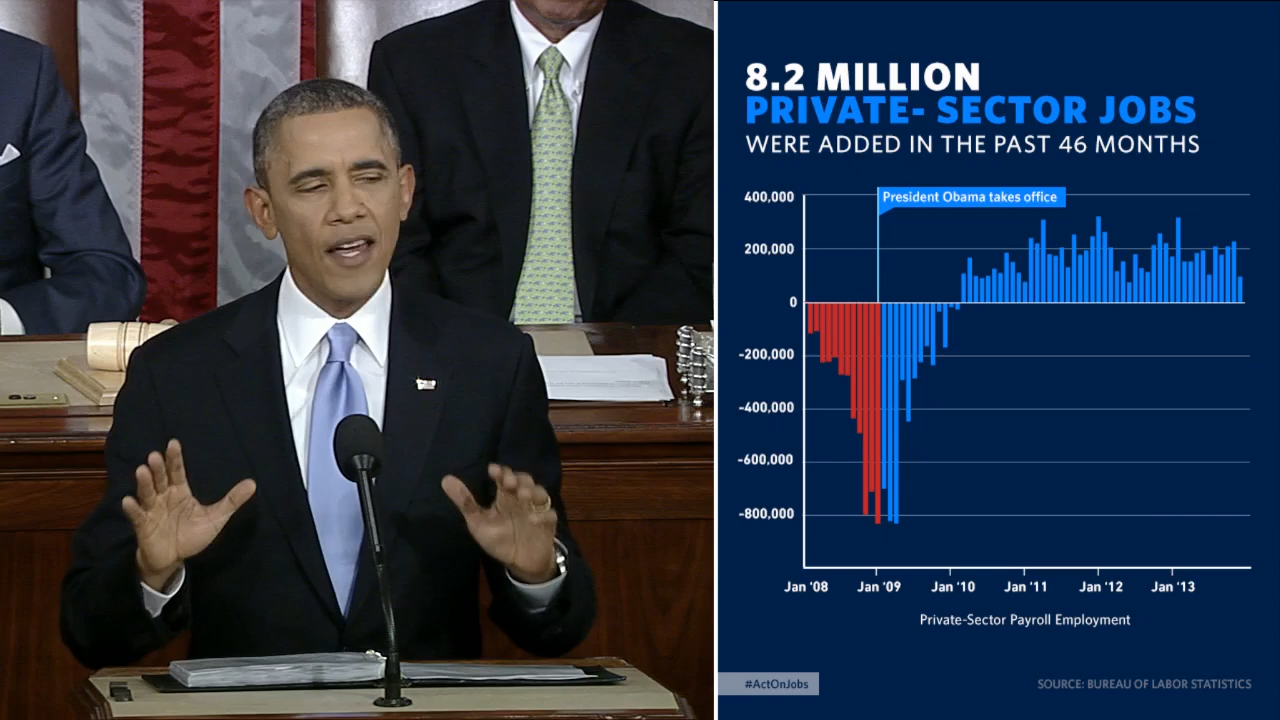 8.2 MILLION
PRIVATE- SECTOR JOBS
WERE ADDED IN THE PAST 46 MONTHS
400,000
President Obama takes office
200,000
0
-200,000
-400,000
-600,000
-800,000
Jan '08 Jan '09 Jan '10 Jan '11 Jan '12 Jan '13
Private-Sector Payroll Employment
#ActOnJobs
SOURCE: BUREAU OF LABOR STATISTICS